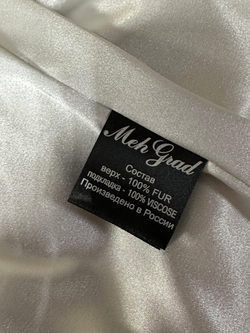 Meh Grad
Состав
верх - 100% FUR
подкладка - 100% VISCOSE
Произведено в России